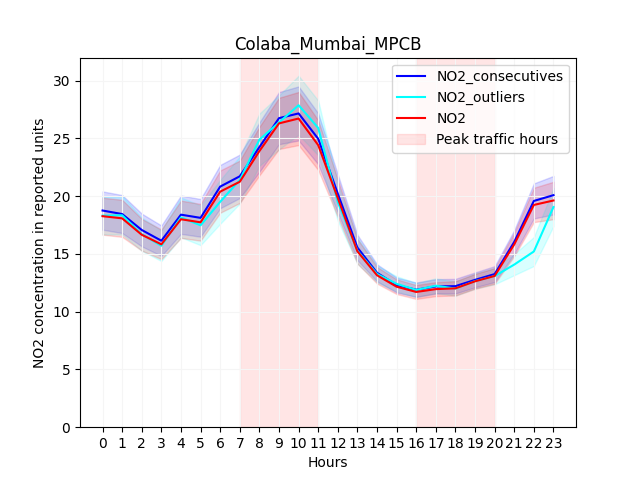 Colaba_Mumbai_MPCB
NO2 concentration in reported units
30
25
20
15
10
5
0
NO2_consecutives
NO2_outliers
NO2
Peak traffic hours
0 1 2 3 4 5 6 7 8 9 10 11 12 13 14 15 16 17 18 19 20 21 22 23
Hours